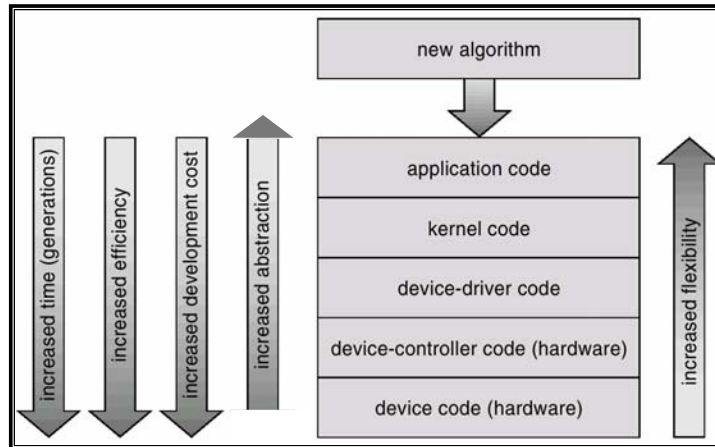 new algorithm
increased time (generations)
increased efficiency
increased development cost
increased abstraction
application code
kernel code
device-driver code
device-controller code (hardware)
device code (hardware)
increased flexibility